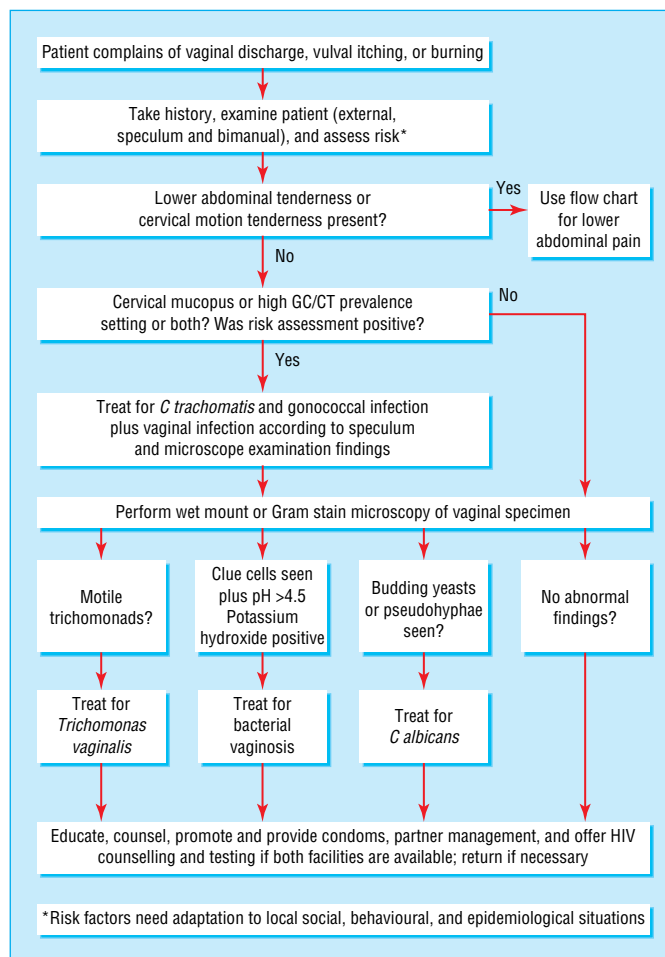 Patient complains of vaginal discharge, vulval itching, or burning
Take history, examine patient (external,
speculum and bimanual), and assess risk*
Lower abdominal tenderness or
cervical motion tenderness present?
Yes
Use flow chart
for lower
abdominal pain
No
Cervical mucopus or high GC/CT prevalence
setting or both? Was risk assessment positive?
No
Yes
Treat for C trachomatis and gonococcal infection
plus vaginal infection according to speculum
and microscope examination findings
Perform wet mount or Gram stain microscopy of vaginal specimen
Motile
trichomonads?
Clue cells seen
plus pH >4.5
Potassium
hydroxide positive
Budding yeasts
or pseudohyphae
seen?
No abnormal
findings?
Treat for
Trichomonas
vaginalis
Treat for
bacterial
vaginosis
Treat for
C albicans
Educate, counsel, promote and provide condoms, partner management, and offer HIV
counselling and testing if both facilities are available; return if necessary
*Risk factors need adaptation to local social, behavioural, and epidemiological situations